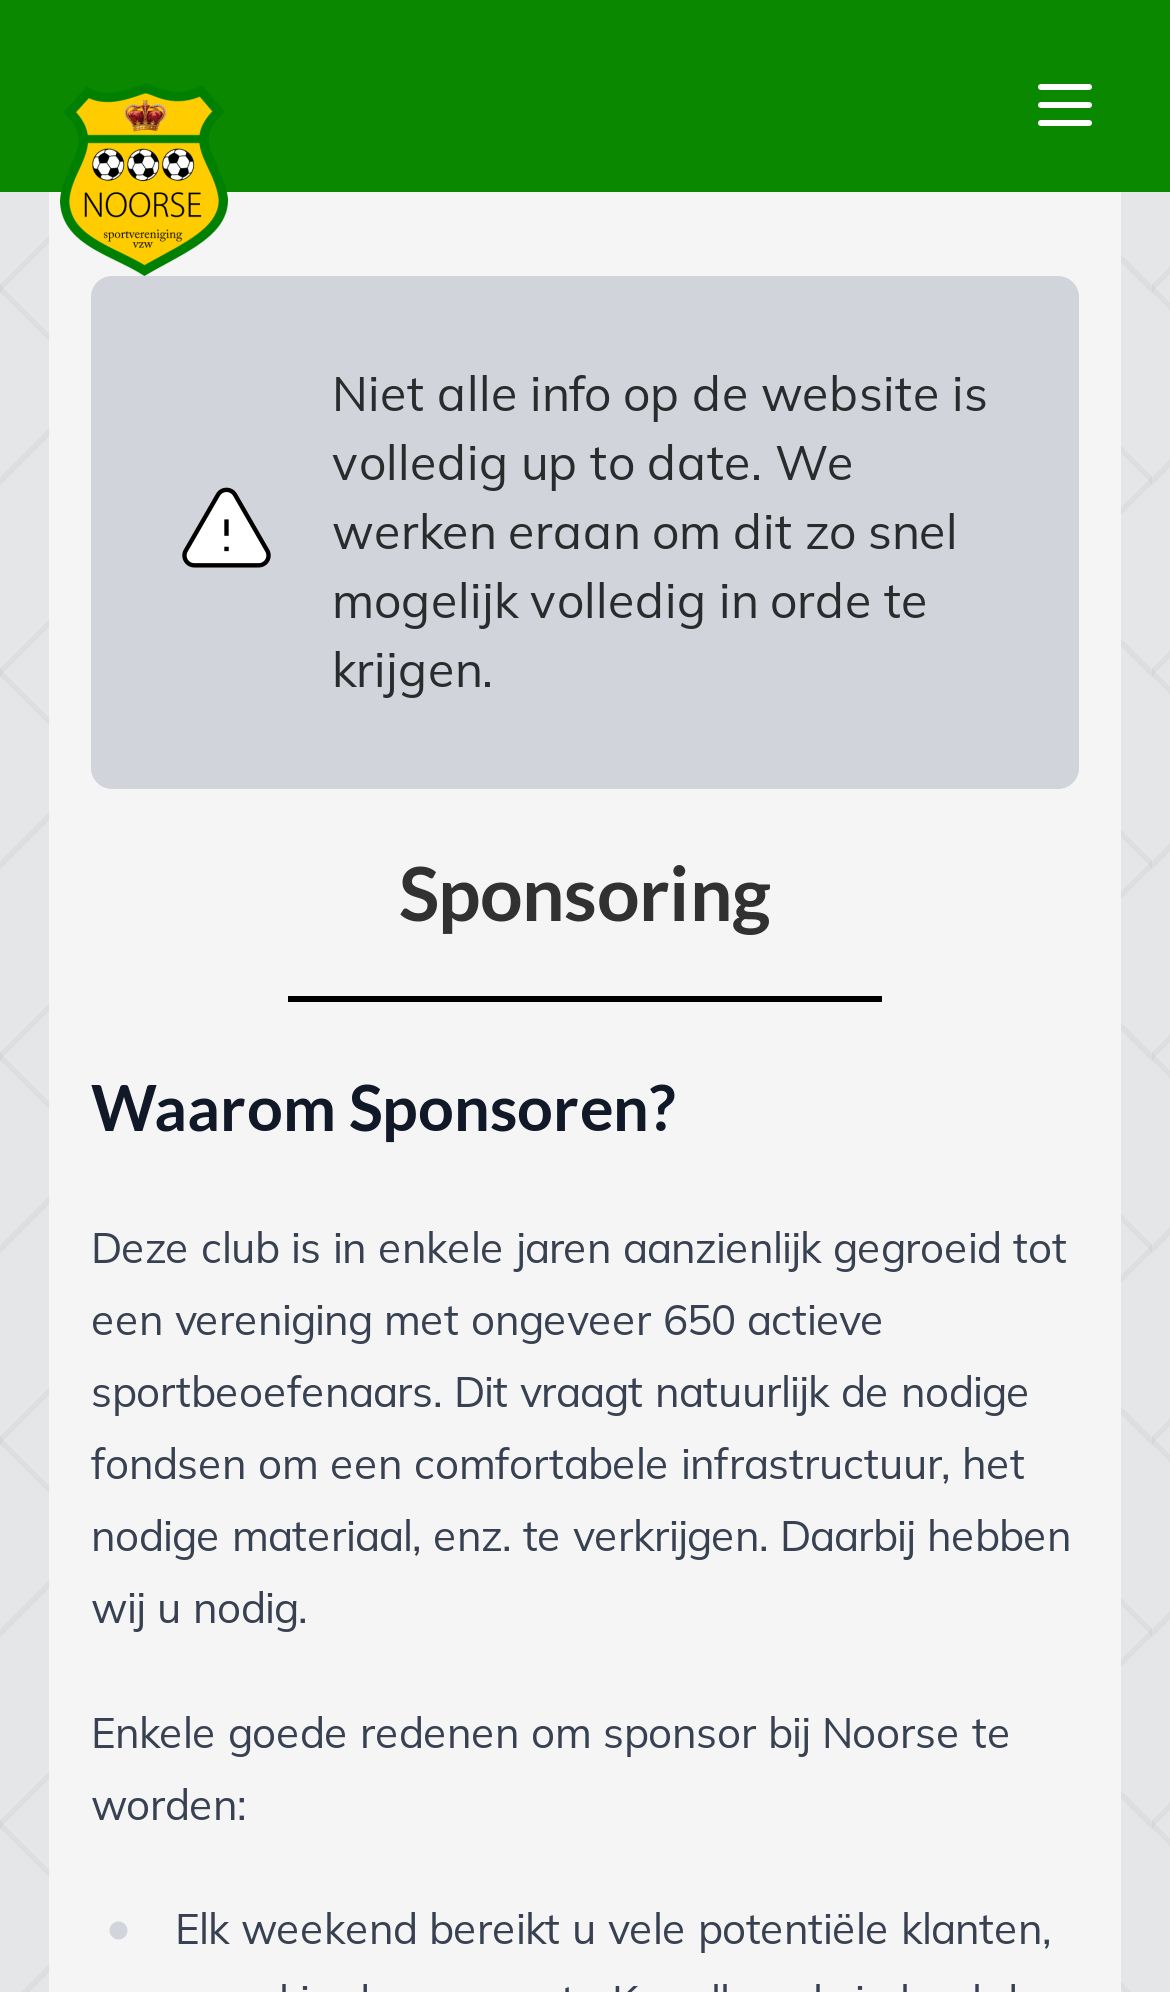 NOORSE
sportvereniging
vzw
Niet alle info op de website is
volledig up to date. We
werken eraan om dit zo snel
mogelijk volledig in orde te
krijgen.
Sponsoring
Waarom Sponsoren?
Deze club is in enkele jaren aanzienlijk gegroeid tot
een vereniging met ongeveer 650 actieve
sportbeoefenaars. Dit vraagt natuurlijk de nodige
fondsen om een comfortabele infrastructuur, het
nodige materiaal, enz. te verkrijgen. Daarbij hebben
wij u nodig.
Enkele goede redenen om sponsor bij Noorse te
worden:
Elk weekend bereikt u vele potentiële klanten,